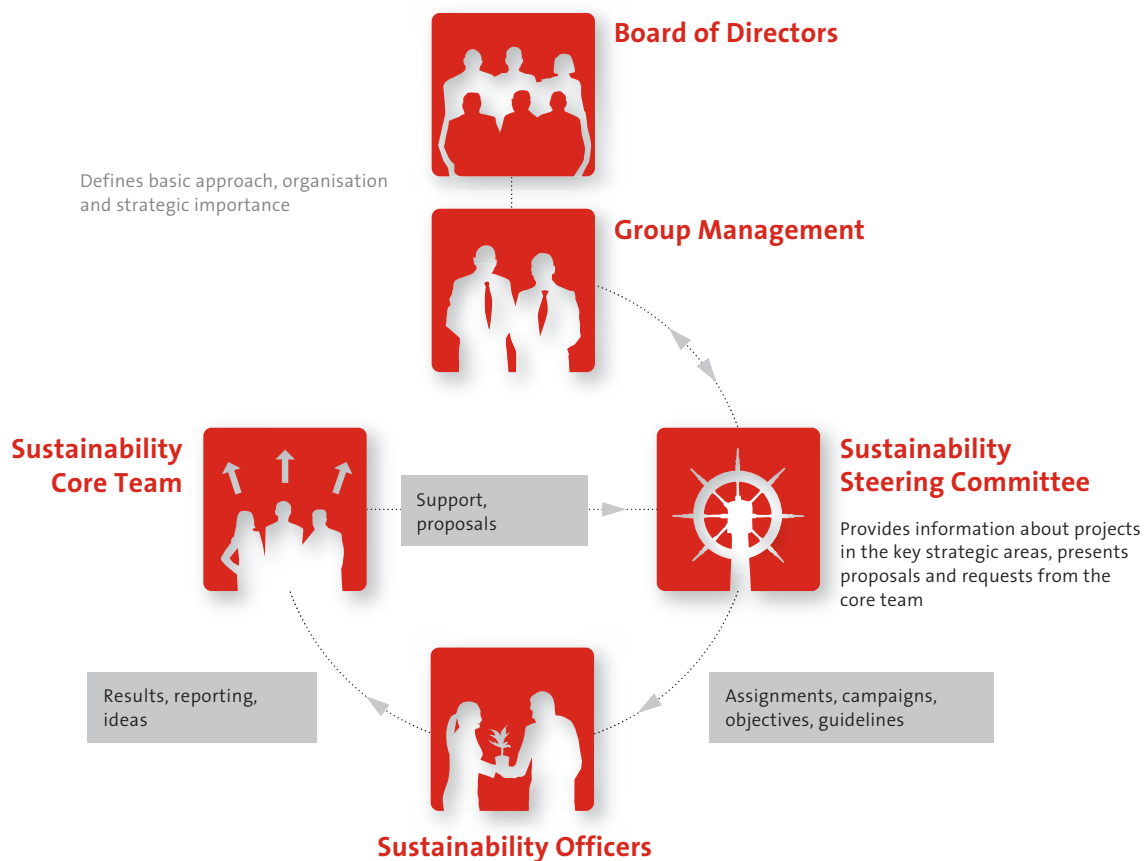 Board of Directors
Defines basic approach, organisation
and strategic importance
Group Management
Sustainability
Core Team
Support,
proposals
Sustainability
Steering Committee
Provides information about projects
in the key strategic areas, presents
proposals and requests from the
core team
Results, reporting,
ideas
Assignments, campaigns,
objectives, guidelines
Sustainability Officers